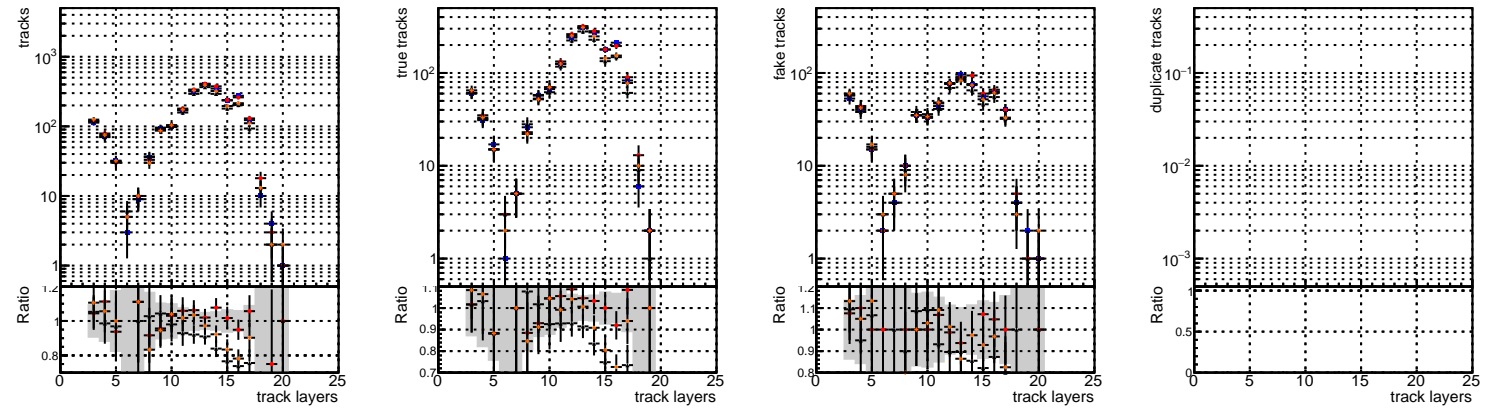 tracks
10³
10²
10
1
1.2
1
0.8
Ratio
0 5 10 15 20 25
track layers
true tracks
10²
10
1
1.1
1
0.9
0.8
0.7
Ratio
0 5 10 15 20 25
track layers
fake tracks
10²
10
1
1.2
1.1
1
0.9
0.8
Ratio
0 5 10 15 20 25
track layers
duplicate tracks
10⁻¹
10⁻²
10⁻³
1
0.5
0
Ratio
0 5 10 15 20 25
track layers